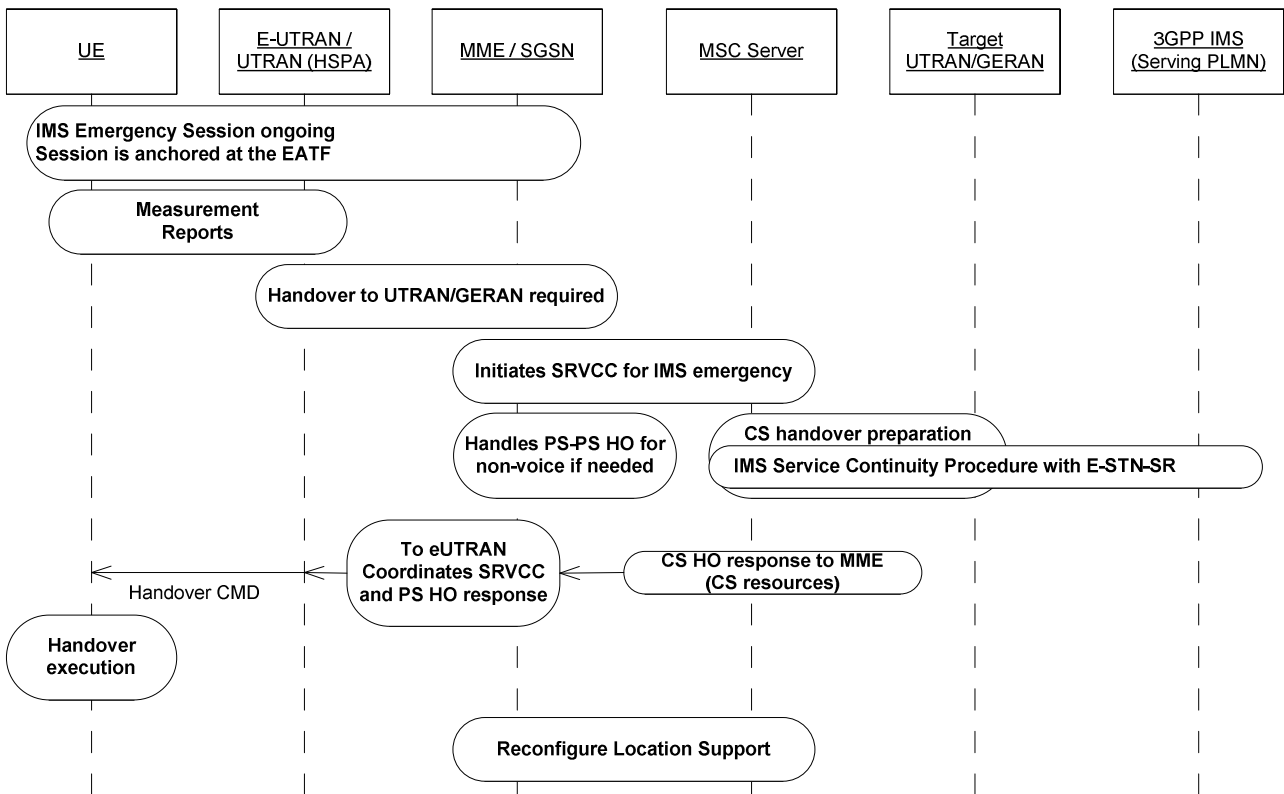 UE
E-UTRAN /
UTRAN (HSPA)
MME / SGSN
MSC Server
Target
UTRAN/GERAN
3GPP IMS
(Serving PLMN)
IMS Emergency Session ongoing
Session is anchored at the EATF
Measurement
Reports
Handover to UTRAN/GERAN required
Initiates SRVCC for IMS emergency
Handles PS-PS HO for
non-voice if needed
CS handover preparation
IMS Service Continuity Procedure with E-STN-SR
To eUTRAN
Coordinates SRVCC
and PS HO response
CS HO response to MME
(CS resources)
Handover CMD
Handover
execution
Reconfigure Location Support